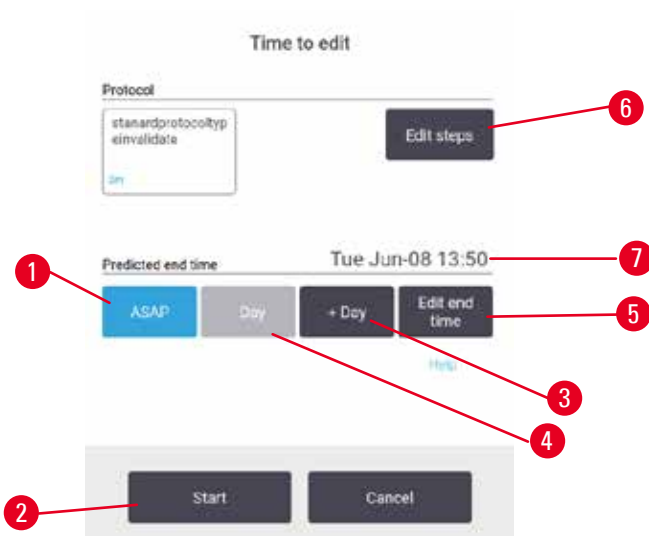 Time to edit
Protocol
stanardprotocoltyp
einvalidate
Edit steps
6
Predicted end time
Tue Jun-08 13:50
7
1
ASAP
Day
+ Day
Edit end
time
5
Help
3
4
Start
Cancel
2